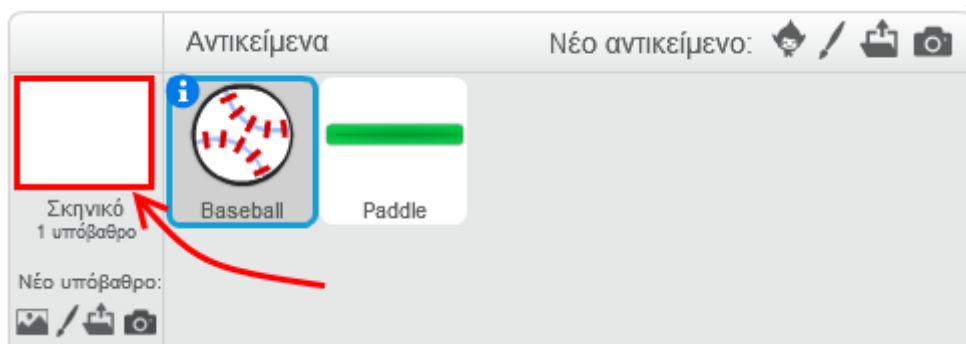 Αντικείμενα
Νέο αντικείμενο:
Σκηνικό
1 υπόβαθρο
Baseball
Paddle
Νέο υπόβαθρο: